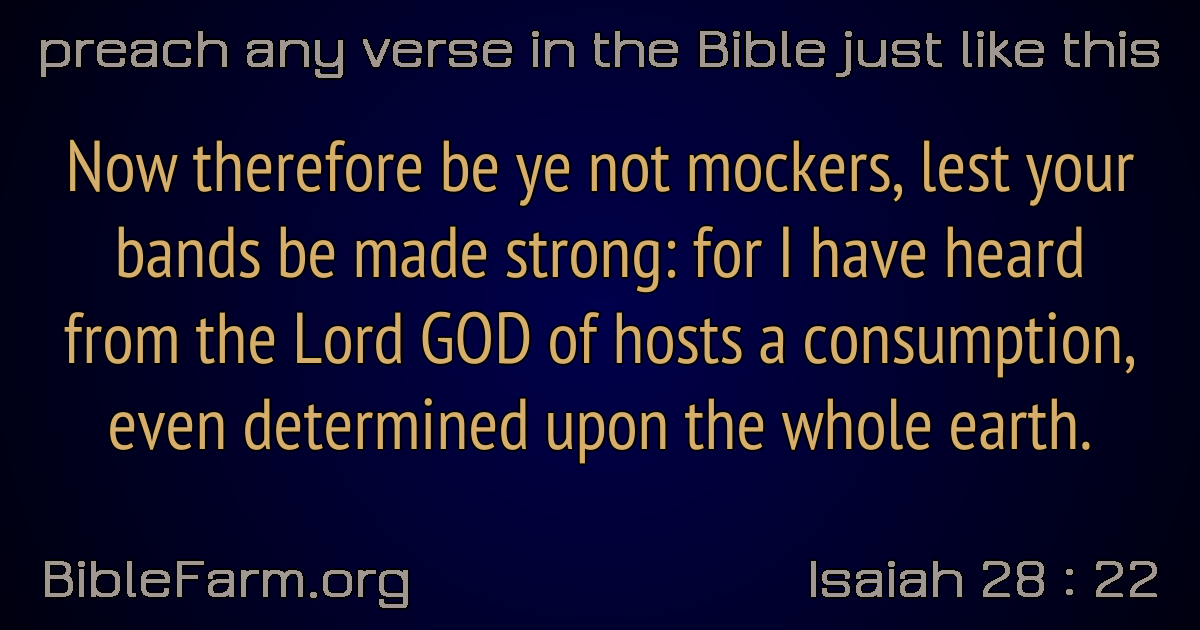 preach any verse in the Bible just like this
Now therefore be ye not mockers, lest your
bands be made strong: for I have heard
from the Lord GOD of hosts a consumption,
even determined upon the whole earth.
BibleFarm.org
Isaiah 28 : 22